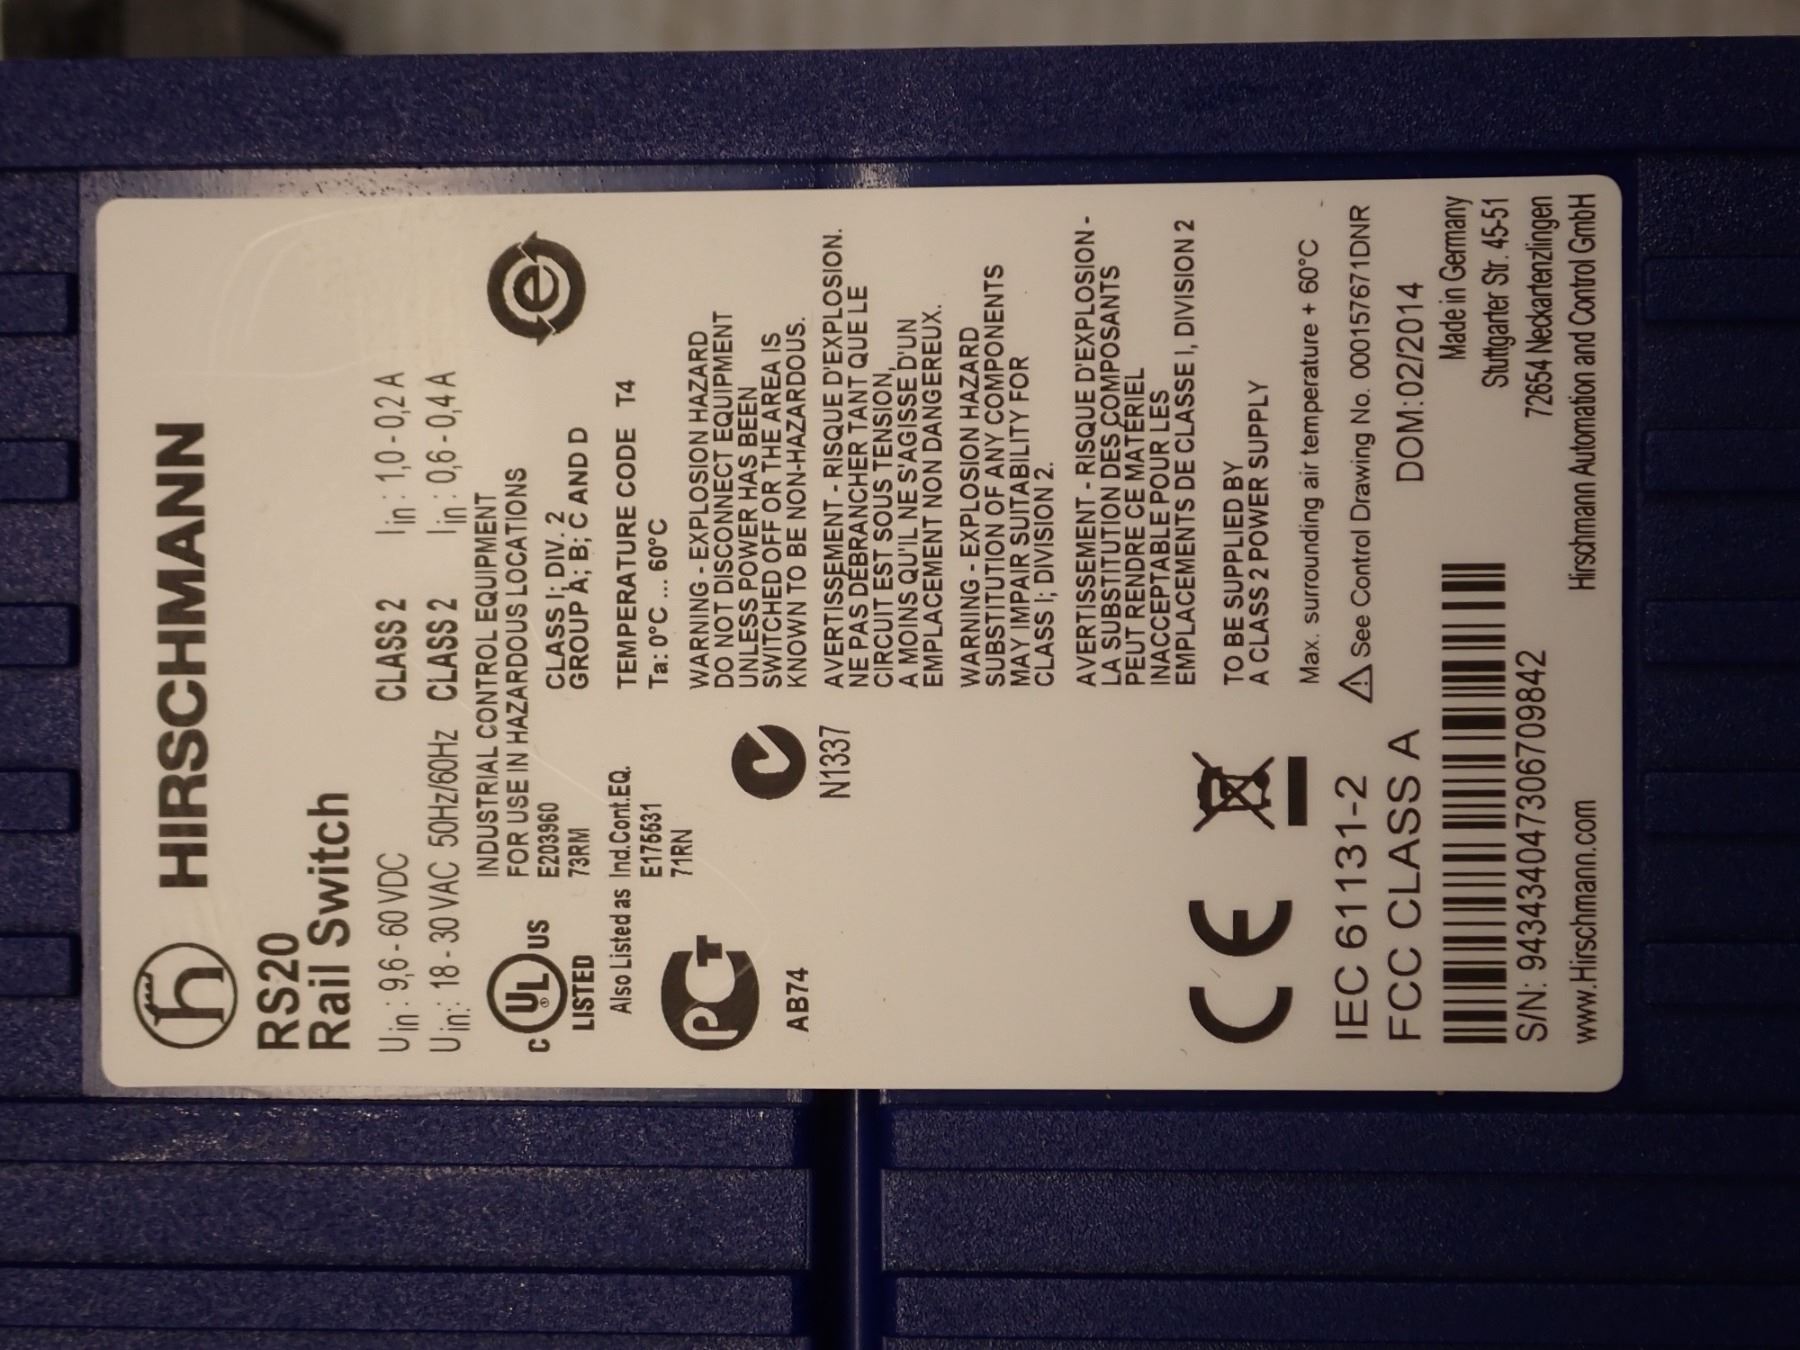 HIRSCHMANN
RS20
Rail Switch
Uin: 9,6 - 60 VDC CLASS 2 Iin: 1,0 - 0,2 A
Uin: 18 - 30 VAC 50Hz/60Hz CLASS 2 Iin: 0,6 - 0,4 A
C UL ® US
LISTED
INDUSTRIAL CONTROL EQUIPMENT
FOR USE IN HAZARDOUS LOCATIONS
E203960
73RM
CLASS I; DIV. 2
GROUP A; B; C AND D
e
Also Listed as Ind.Cont.EQ.
E175531
71RN
TEMPERATURE CODE T4
Ta: 0°C ... 60°C
AB74
N1337
WARNING - EXPLOSION HAZARD
DO NOT DISCONNECT EQUIPMENT
UNLESS POWER HAS BEEN
SWITCHED OFF OR THE AREA IS
KNOWN TO BE NON-HAZARDOUS.
AVERTISSEMENT - RISQUE D'EXPLOSION.
NE PAS DÉBRANCHER TANT QUE LE
CIRCUIT EST SOUS TENSION,
A MOINS QU'IL NE S'AGISSE D'UN
EMPLACEMENT NON DANGEREUX.
WARNING - EXPLOSION HAZARD
SUBSTITUTION OF ANY COMPONENTS
MAY IMPAIR SUITABILITY FOR
CLASS I; DIVISION 2.
AVERTISSEMENT - RISQUE D'EXPLOSION -
LA SUBSTITUTION DES COMPOSANTS
PEUT RENDRE CE MATERIEL
INACCEPTABLE POUR LES
EMPLACEMENTS DE CLASSE I, DIVISION 2
TO BE SUPPLIED BY
A CLASS 2 POWER SUPPLY
Max. surrounding air temperature + 60°C
⚠ See Control Drawing No. 000157671DNR
CE
IEC 61131-2
FCC CLASS A
DOM:02/2014
Made in Germany
Stuttgarter Str. 45-51
72654 Neckartenzlingen
S/N: 943434047306709842
www.Hirschmann.com
Hirschmann Automation and Control GmbH